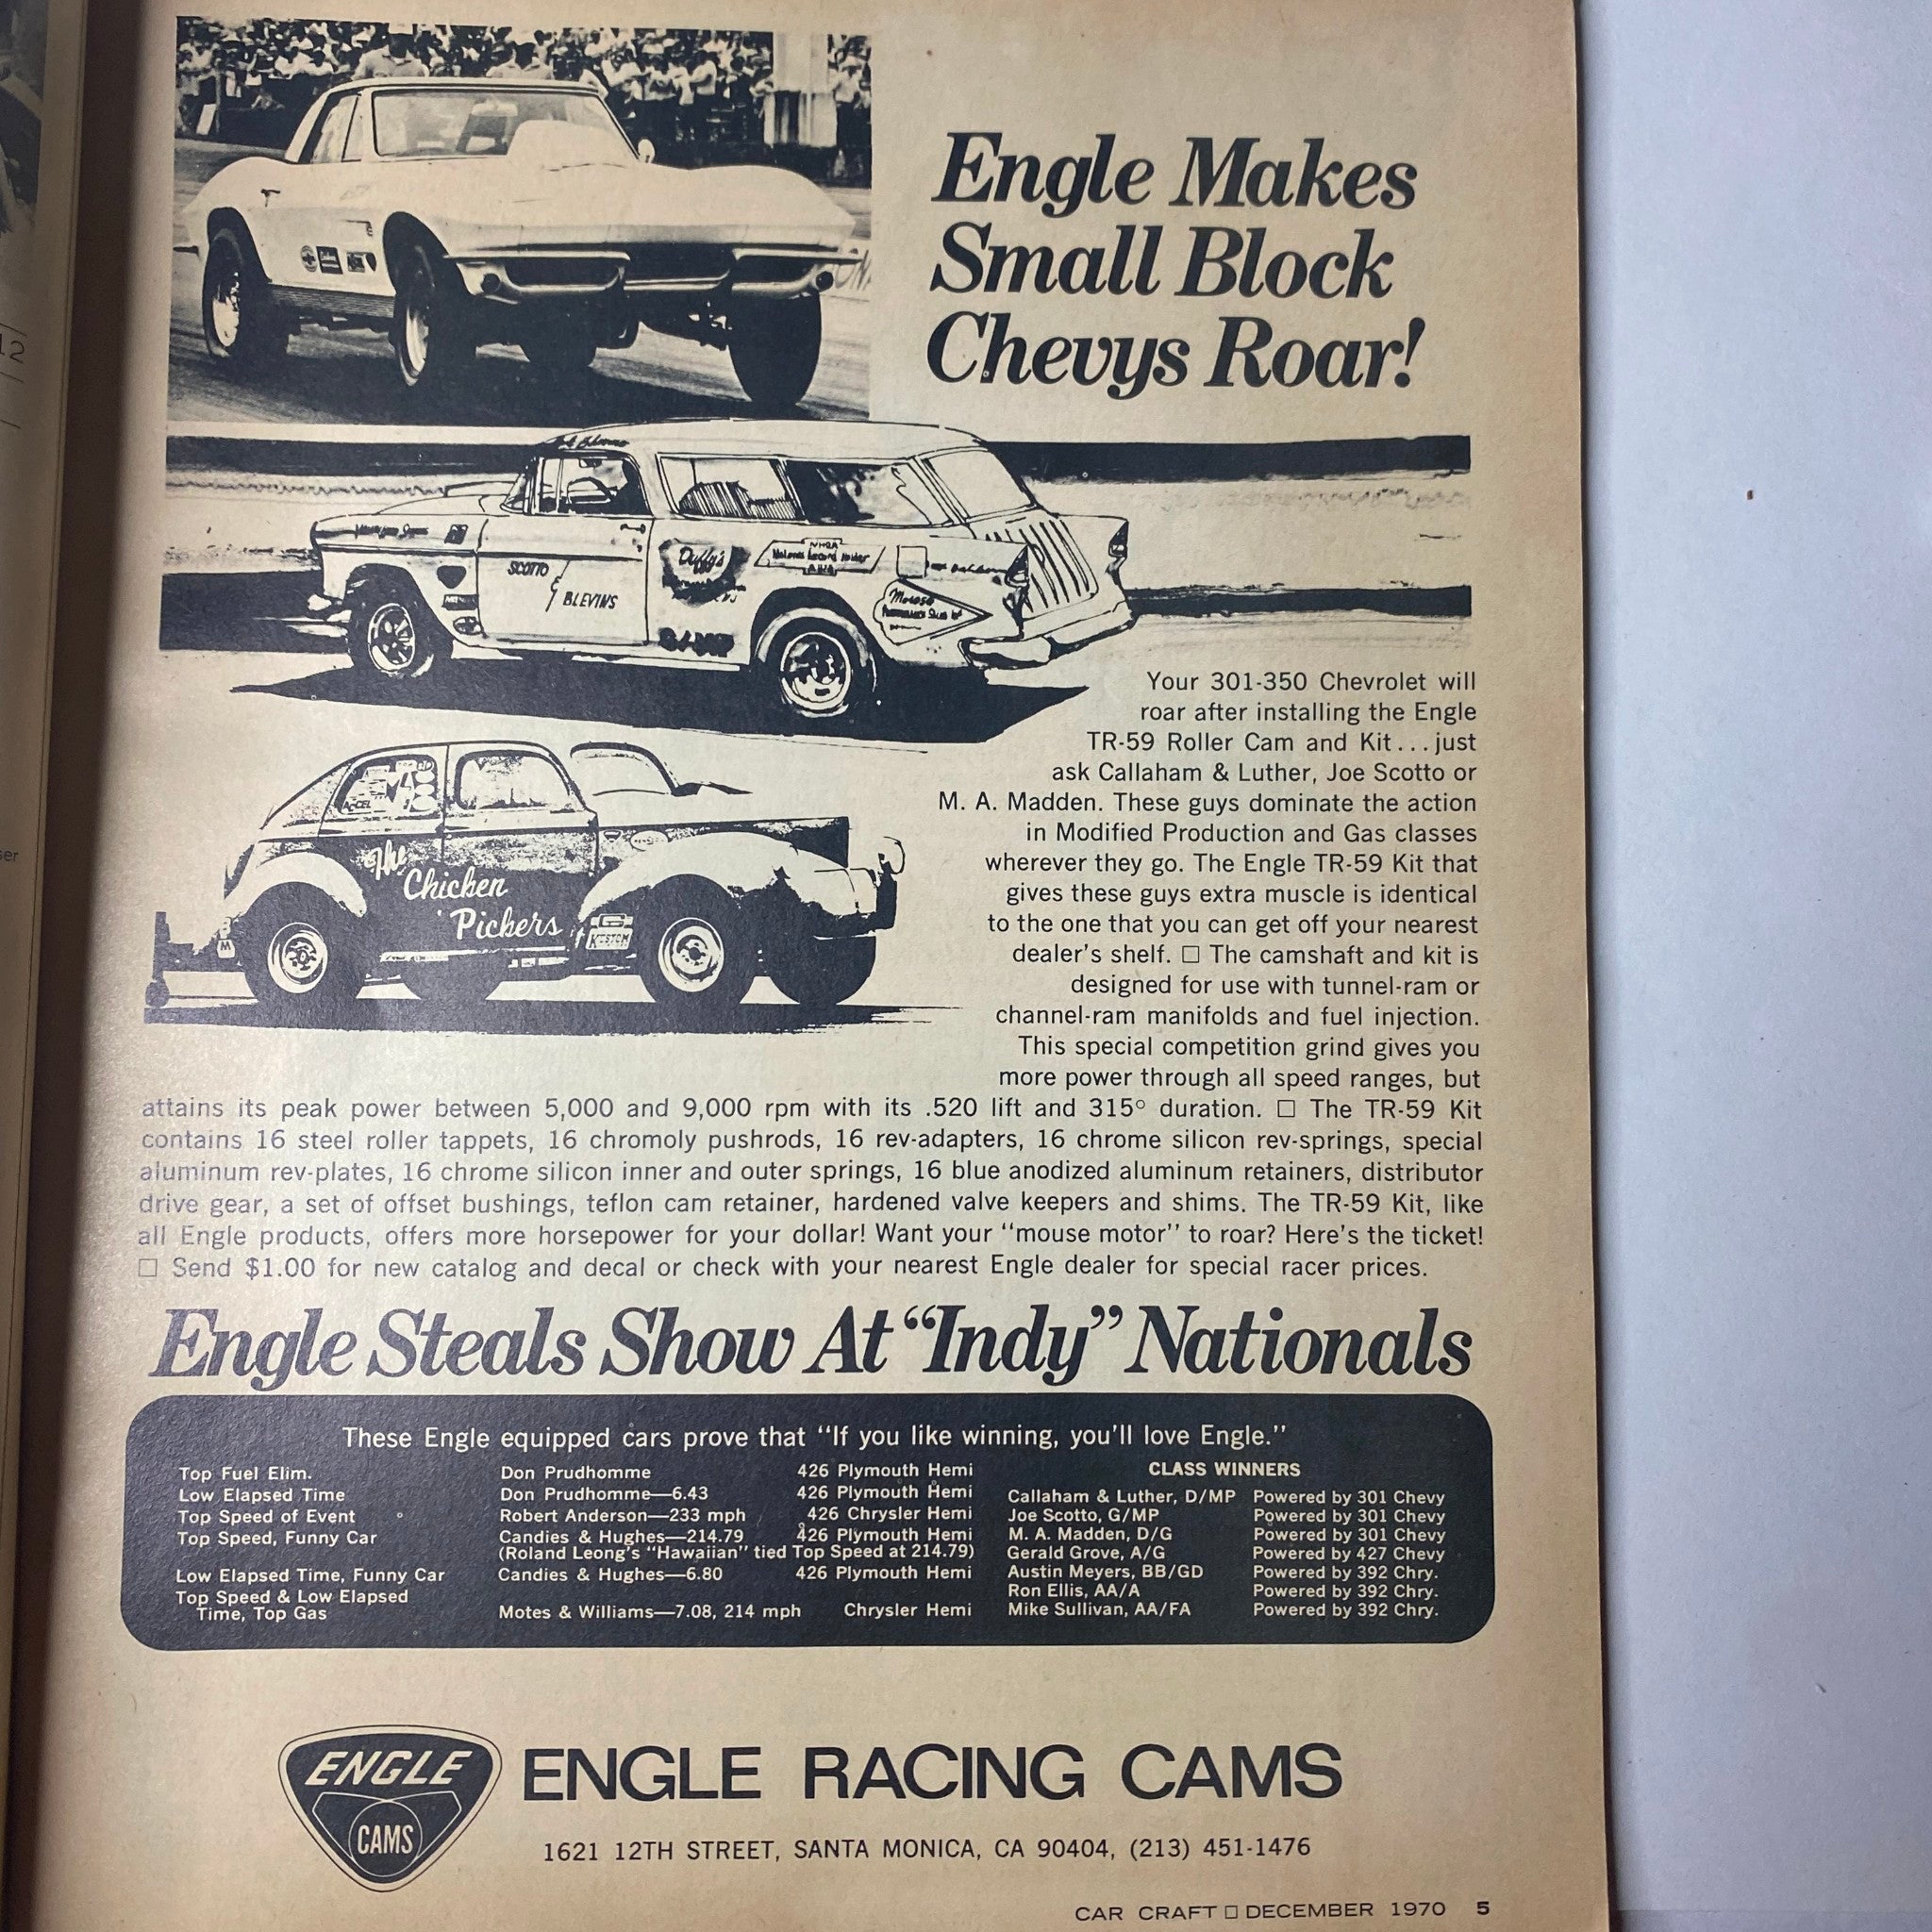 Engle Makes
Small Block
Chevys Roar!
SCOTTO
& BLEVINS
Duffy's
NHRA
Moroso
ACCEL
The
Chicken
Pickers
Your 301-350 Chevrolet will
roar after installing the Engle
TR-59 Roller Cam and Kit...just
ask Callaham & Luther, Joe Scotto or
M. A. Madden. These guys dominate the action
in Modified Production and Gas classes
wherever they go. The Engle TR-59 Kit that
gives these guys extra muscle is identical
to the one that you can get off your nearest
dealer's shelf. □ The camshaft and kit is
designed for use with tunnel-ram or
channel-ram manifolds and fuel injection.
This special competition grind gives you
more power through all speed ranges, but
attains its peak power between 5,000 and 9,000 rpm with its .520 lift and 315° duration. □ The TR-59 Kit
contains 16 steel roller tappets, 16 chromoly pushrods, 16 rev-adapters, 16 chrome silicon rev-springs, special
aluminum rev-plates, 16 chrome silicon inner and outer springs, 16 blue anodized aluminum retainers, distributor
drive gear, a set of offset bushings, teflon cam retainer, hardened valve keepers and shims. The TR-59 Kit, like
all Engle products, offers more horsepower for your dollar! Want your "mouse motor" to roar? Here's the ticket!
□ Send $1.00 for new catalog and decal or check with your nearest Engle dealer for special racer prices.
Engle Steals Show At "Indy" Nationals
These Engle equipped cars prove that "If you like winning, you'll love Engle."
Top Fuel Elim. Don Prudhomme 426 Plymouth Hemi
Low Elapsed Time Don Prudhomme—6.43 426 Plymouth Hemi
Top Speed of Event Robert Anderson—233 mph 426 Chrysler Hemi
Top Speed, Funny Car Candies & Hughes—214.79 426 Plymouth Hemi
(Roland Leong's "Hawaiian" tied Top Speed at 214.79)
Low Elapsed Time, Funny Car Candies & Hughes—6.80 426 Plymouth Hemi
Top Speed & Low Elapsed
Time, Top Gas Motes & Williams—7.08, 214 mph Chrysler Hemi
CLASS WINNERS
Callaham & Luther, D/MP Powered by 301 Chevy
Joe Scotto, G/MP Powered by 301 Chevy
M. A. Madden, D/G Powered by 301 Chevy
Gerald Grove, A/G Powered by 427 Chevy
Austin Meyers, BB/GD Powered by 392 Chry.
Ron Ellis, AA/A Powered by 392 Chry.
Mike Sullivan, AA/FA Powered by 392 Chry.
ENGLE
CAMS
ENGLE RACING CAMS
1621 12TH STREET, SANTA MONICA, CA 90404, (213) 451-1476
CAR CRAFT □ DECEMBER 1970 5